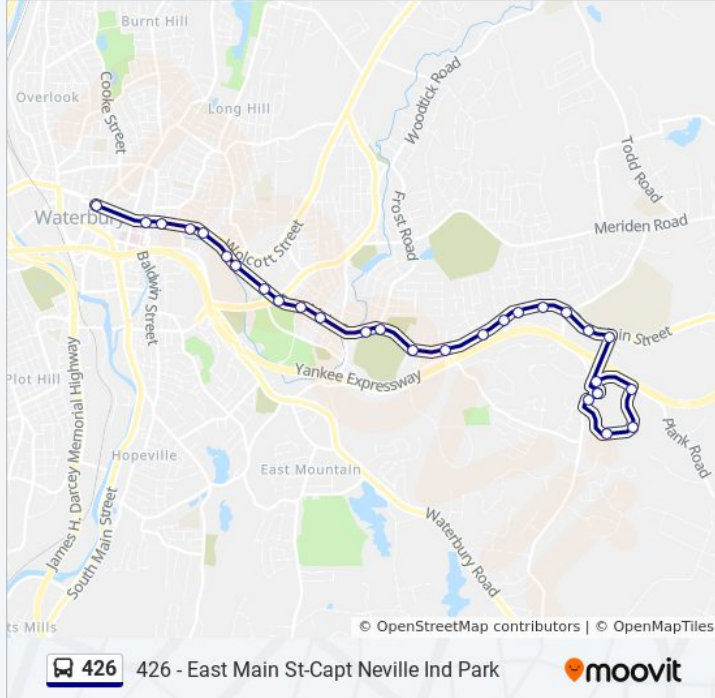 Burnt Hill
Overlook
Cooke Street
Long Hill
Woodtick Road
Todd Road
Waterbury
Frost Road
Meriden Road
Wolcott Street
Baldwin Street
in Street
Yankee Expressway
Plot Hill
James H. Darcey Memorial Highway
Plank Road
Hopeville
East Mountain
South Main Street
Waterbury Road
ts Mills
© OpenStreetMap contributors | © OpenMapTiles
426
426 - East Main St-Capt Neville Ind Park
moovit